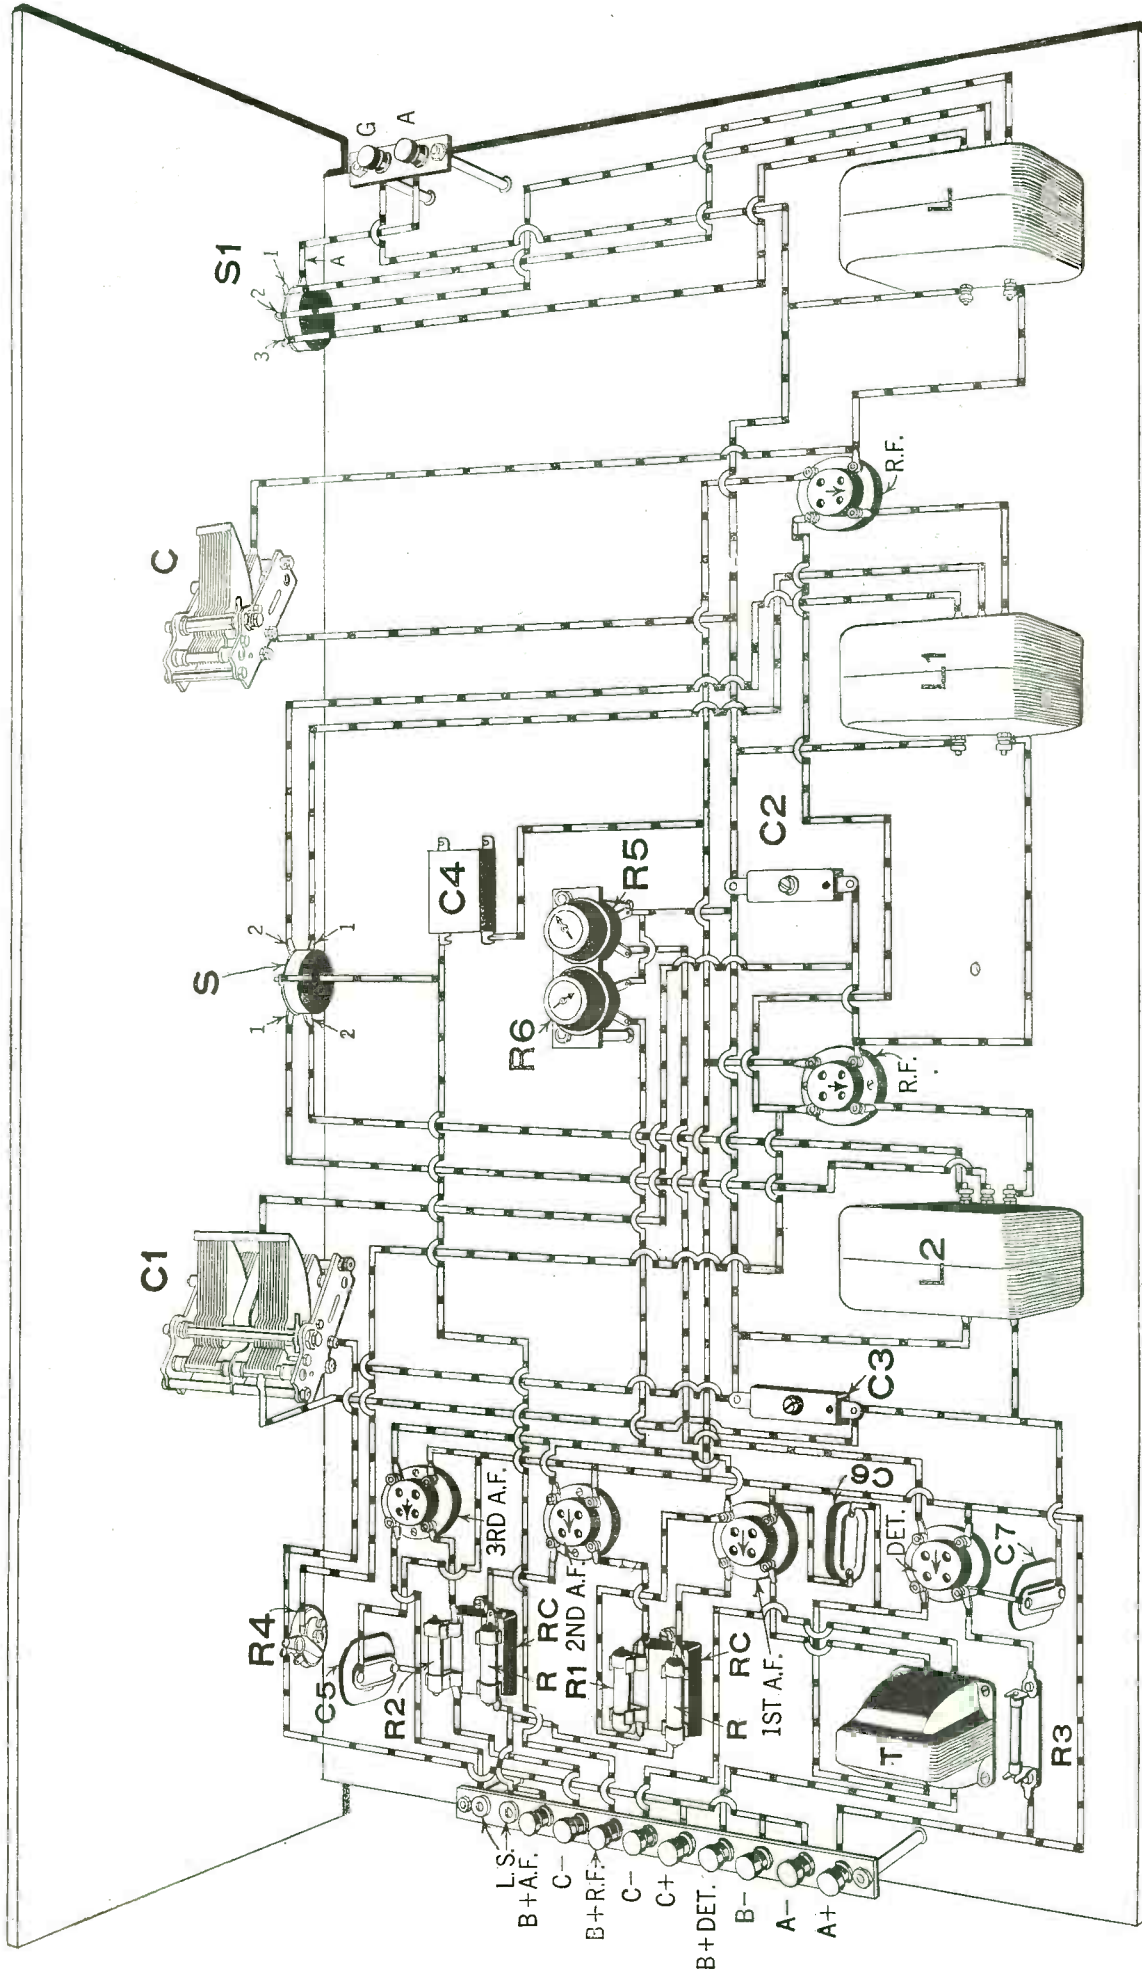 G
A
S1
A
1
2
3
C
S
2
1
1
2
C4
R5
R6
C2
L
R.F.
L1
R.F.
C1
L2
C3
R4
C5
R2
3RD A.F.
RC
R
2ND A.F.
R1
RC
R
1ST A.F.
C6
DET.
C7
T
R3
L.S.
B+A.F.
C-
B+R.F.
C-
C+
B+DET.
B-
A-
A+